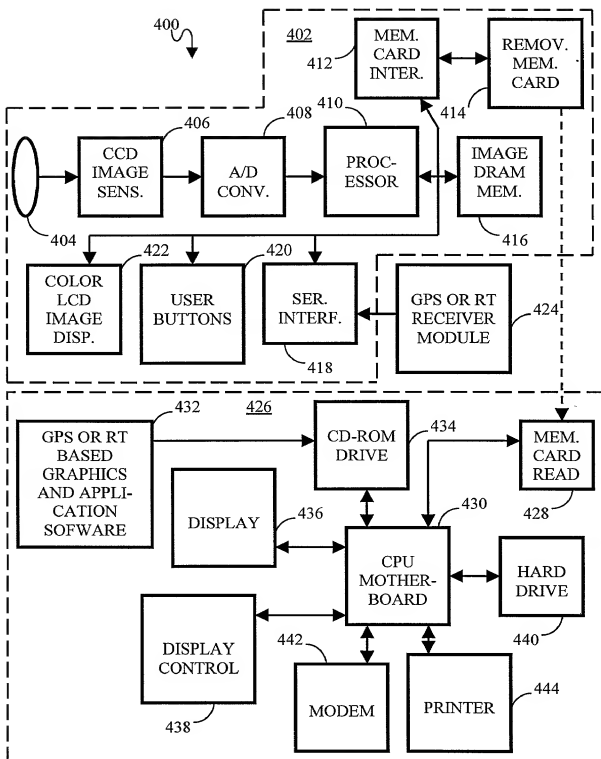 400
402
412
MEM.
CARD
INTER.
REMOV.
MEM.
CARD
414
406
408
410
CCD
IMAGE
SENS.
A/D
CONV.
PROC-
ESSOR
IMAGE
DRAM
MEM.
404
416
422
420
COLOR
LCD
IMAGE
DISP.
USER
BUTTONS
SER.
INTERF.
418
GPS OR RT
RECEIVER
MODULE
424
432
426
434
GPS OR RT
BASED
GRAPHICS
AND APPLI-
CATION
SOFWARE
CD-ROM
DRIVE
MEM.
CARD
READ
428
DISPLAY
436
430
CPU
MOTHER-
BOARD
HARD
DRIVE
440
DISPLAY
CONTROL
438
442
MODEM
PRINTER
444